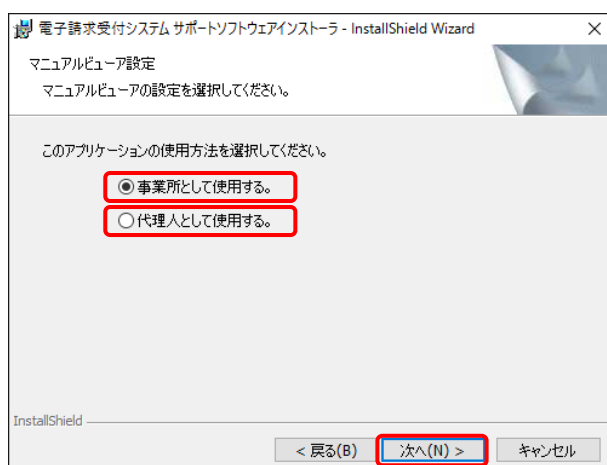 電子請求受付システム サポートソフトウェアインストーラ - InstallShield Wizard
マニュアルビューア設定
マニュアルビューアの設定を選択してください。
このアプリケーションの使用方法を選択してください。
事業所として使用する。
代理人として使用する。
InstallShield
< 戻る(B) 次へ(N) > キャンセル